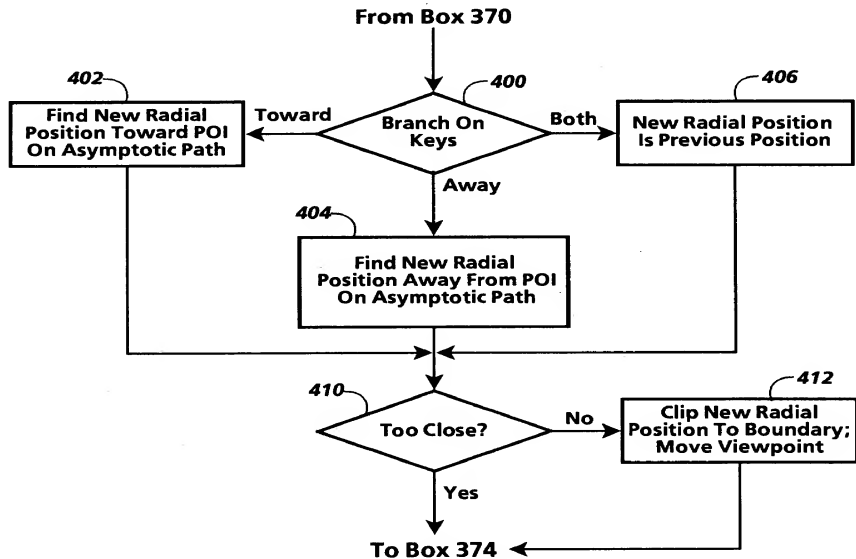 From Box 370
402
400
406
Find New Radial
Position Toward POI
On Asymptotic Path
Toward
Branch On
Keys
Both
New Radial Position
Is Previous Position
Away
404
Find New Radial
Position Away From POI
On Asymptotic Path
410
412
Too Close?
No
Clip New Radial
Position To Boundary;
Move Viewpoint
Yes
To Box 374